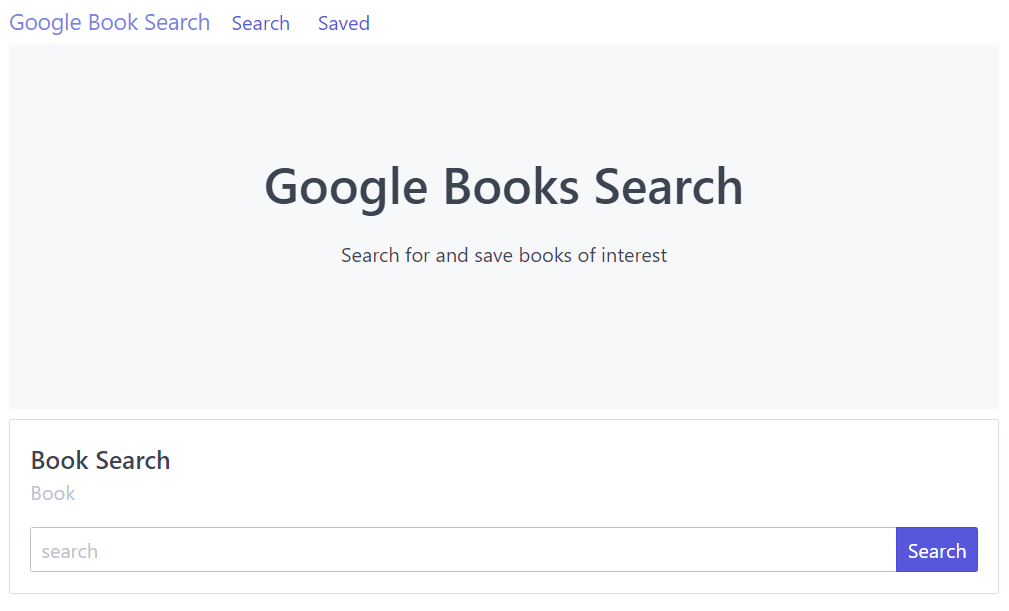 Google Book Search Search Saved
Google Books Search
Search for and save books of interest
Book Search
Book
search Search